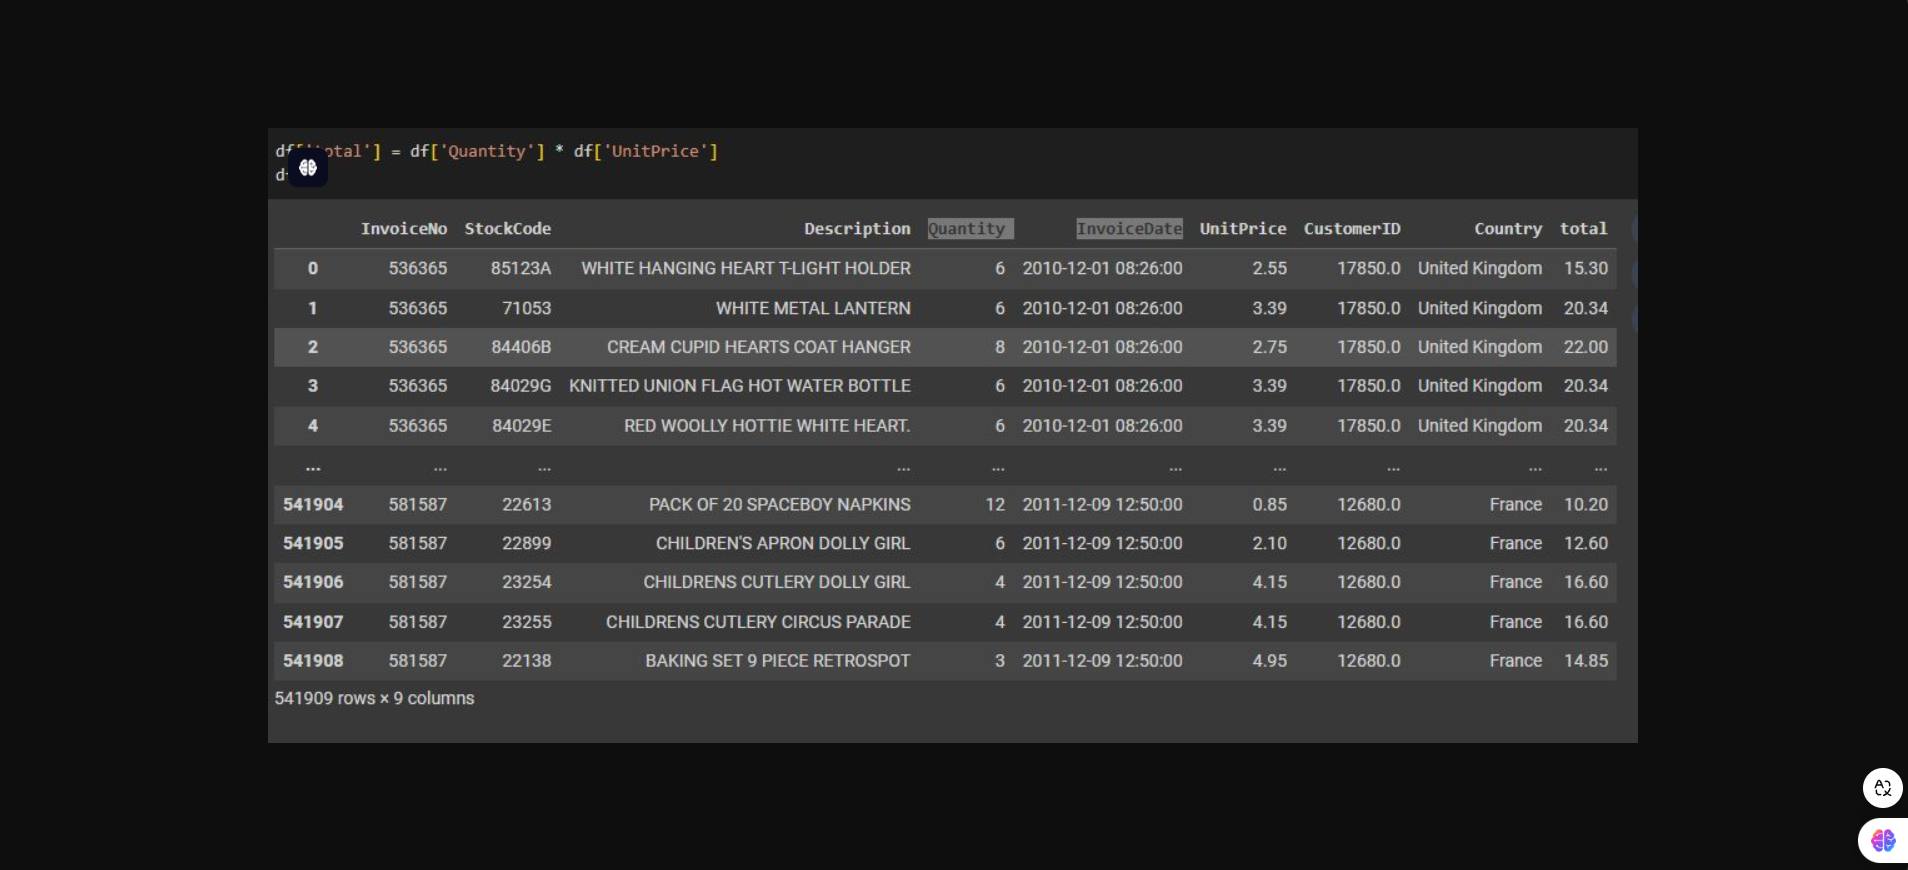 df['total'] = df['Quantity'] * df['UnitPrice']
InvoiceNo StockCode Description Quantity InvoiceDate UnitPrice CustomerID Country total
0 536365 85123A WHITE HANGING HEART T-LIGHT HOLDER 6 2010-12-01 08:26:00 2.55 17850.0 United Kingdom 15.30
1 536365 71053 WHITE METAL LANTERN 6 2010-12-01 08:26:00 3.39 17850.0 United Kingdom 20.34
2 536365 84406B CREAM CUPID HEARTS COAT HANGER 8 2010-12-01 08:26:00 2.75 17850.0 United Kingdom 22.00
3 536365 84029G KNITTED UNION FLAG HOT WATER BOTTLE 6 2010-12-01 08:26:00 3.39 17850.0 United Kingdom 20.34
4 536365 84029E RED WOOLLY HOTTIE WHITE HEART. 6 2010-12-01 08:26:00 3.39 17850.0 United Kingdom 20.34
... ... ... ... ... ... ... ... ... ...
541904 581587 22613 PACK OF 20 SPACEBOY NAPKINS 12 2011-12-09 12:50:00 0.85 12680.0 France 10.20
541905 581587 22899 CHILDREN'S APRON DOLLY GIRL 6 2011-12-09 12:50:00 2.10 12680.0 France 12.60
541906 581587 23254 CHILDRENS CUTLERY DOLLY GIRL 4 2011-12-09 12:50:00 4.15 12680.0 France 16.60
541907 581587 23255 CHILDRENS CUTLERY CIRCUS PARADE 4 2011-12-09 12:50:00 4.15 12680.0 France 16.60
541908 581587 22138 BAKING SET 9 PIECE RETROSPOT 3 2011-12-09 12:50:00 4.95 12680.0 France 14.85
541909 rows × 9 columns